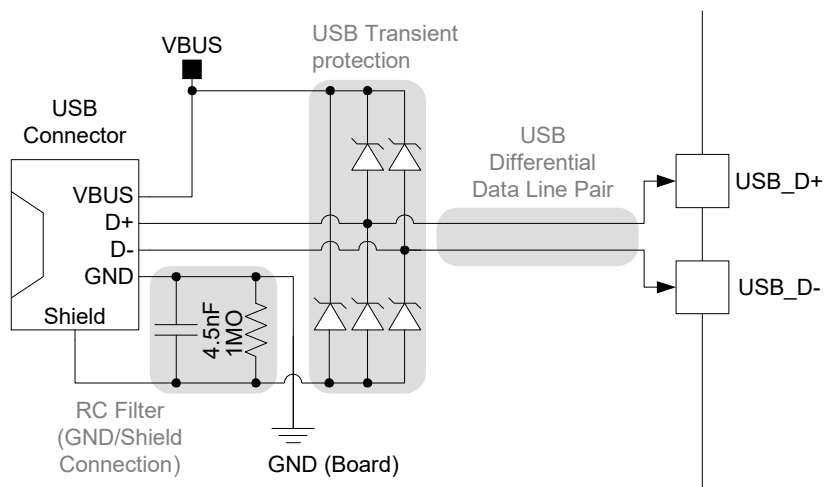 VBUS
USB Transient
protection
USB
Connector
USB
Differential
Data Line Pair
VBUS
D+
D-
GND
Shield
USB_D+
USB_D-
4.5nF
1MO
RC Filter
(GND/Shield
Connection)
GND (Board)